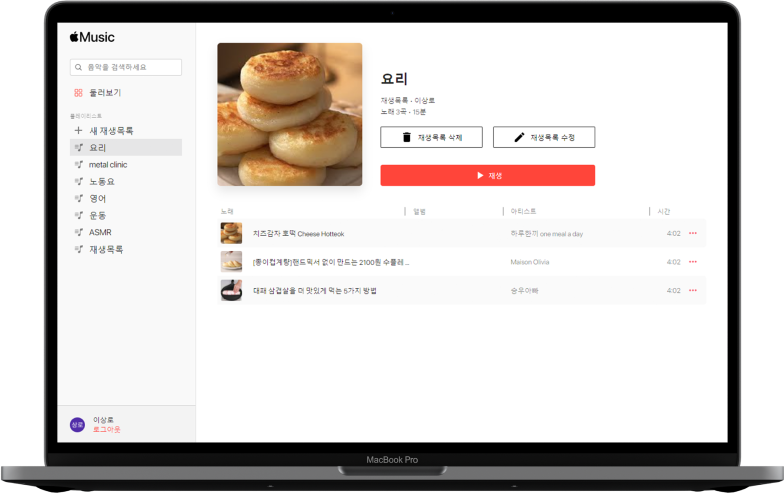 Music
음악을 검색하세요
둘러보기
플레이리스트
새 재생목록
요리
metal clinic
노동요
영어
운동
ASMR
재생목록
이상로
로그아웃
상로
요리
재생목록 • 이상로
노래 3곡 • 15분
재생목록 삭제
재생목록 수정
재생
노래 앨범 아티스트 시간
치즈감자 호떡 Cheese Hotteok 하루한끼 one meal a day 4:02
[종이컵계량]핸드믹서 없이 만드는 2100원 수플레 ... Maison Olivia 4:02
대패 삼겹살을 더 맛있게 먹는 5가지 방법 승우아빠 4:02
MacBook Pro